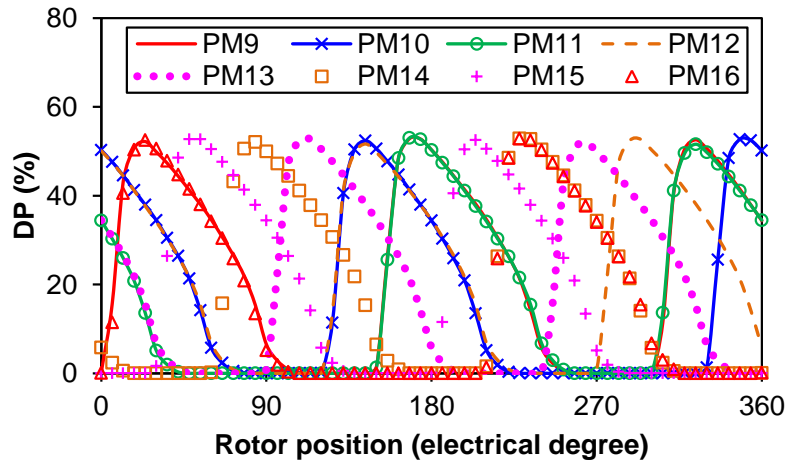 80
PM9 PM10 PM11 PM12
PM13 PM14 PM15 PM16
60
40
20
0
DP (%)
0 90 180 270 360
Rotor position (electrical degree)